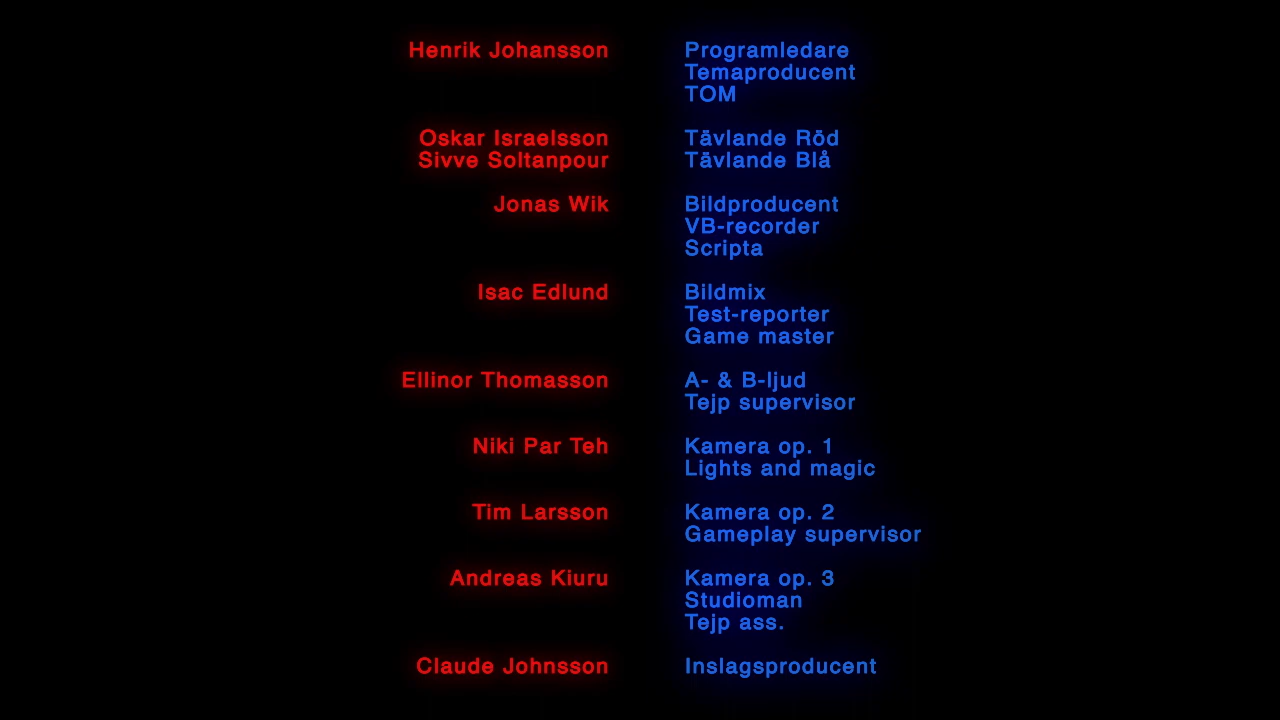 Henrik Johansson Programledare
Temaproducent
TOM
Oskar Israelsson Tävlande Röd
Sivve Soltanpour Tävlande Blå
Jonas Wik Bildproducent
VB-recorder
Scripta
Isac Edlund Bildmix
Test-reporter
Game master
Ellinor Thomasson A- & B-ljud
Tejp supervisor
Niki Par Teh Kamera op. 1
Lights and magic
Tim Larsson Kamera op. 2
Gameplay supervisor
Andreas Kiuru Kamera op. 3
Studioman
Tejp ass.
Claude Johnsson Inslagsproducent